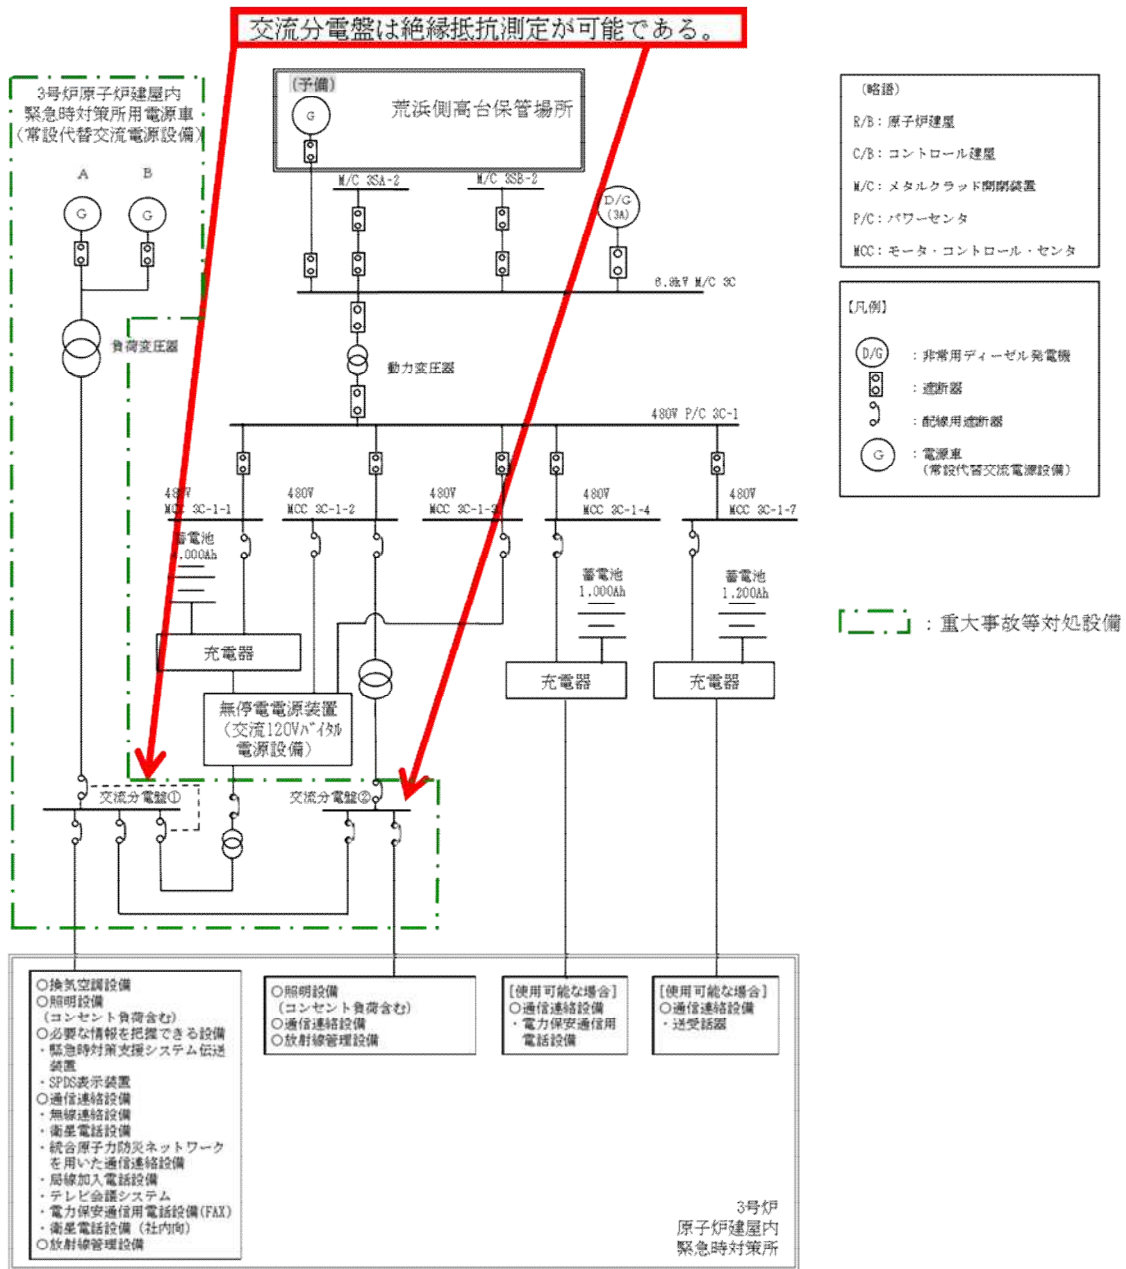 交流分電盤は絶縁抵抗測定が可能である。
3号炉原子炉建屋内
緊急時対策所用電源車
(常設代替交流電源設備)
A
B
G
G
負荷変圧器
(予備)
G
荒浜側高台保管場所
M/C 3SA-2
M/C 3SB-2
D/G
(3A)
6.9kV M/C 3C
動力変圧器
480V P/C 3C-1
480V
MCC 3C-1-1
480V
MCC 3C-1-2
480V
MCC 3C-1-3
480V
MCC 3C-1-4
480V
MCC 3C-1-7
蓄電池
,000Ah
蓄電池
1,000Ah
蓄電池
1,200Ah
充電器
充電器
充電器
無停電電源装置
(交流120Vバイタル
電源設備)
交流分電盤①
交流分電盤②
(略語)
R/B:原子炉建屋
C/B:コントロール建屋
M/C:メタルクラッド開閉装置
P/C:パワーセンタ
MCC:モータ・コントロール・センタ
【凡例】
D/G :非常用ディーゼル発電機
:遮断器
:配線用遮断器
G :電源車
(常設代替交流電源設備)
:重大事故等対処設備
○換気空調設備
○照明設備
(コンセント負荷含む)
○必要な情報を把握できる設備
・緊急時対策支援システム伝送
装置
・SPDS表示装置
○通信連絡設備
・無線連絡設備
・衛星電話設備
・統合原子力防災ネットワーク
を用いた通信連絡設備
・局線加入電話設備
・テレビ会議システム
・電力保安通信用電話設備(FAX)
・衛星電話設備(社内向)
○放射線管理設備
○照明設備
(コンセント負荷含む)
○通信連絡設備
○放射線管理設備
[使用可能な場合]
○通信連絡設備
・電力保安通信用
電話設備
[使用可能な場合]
○通信連絡設備
・送受話器
3号炉
原子炉建屋内
緊急時対策所